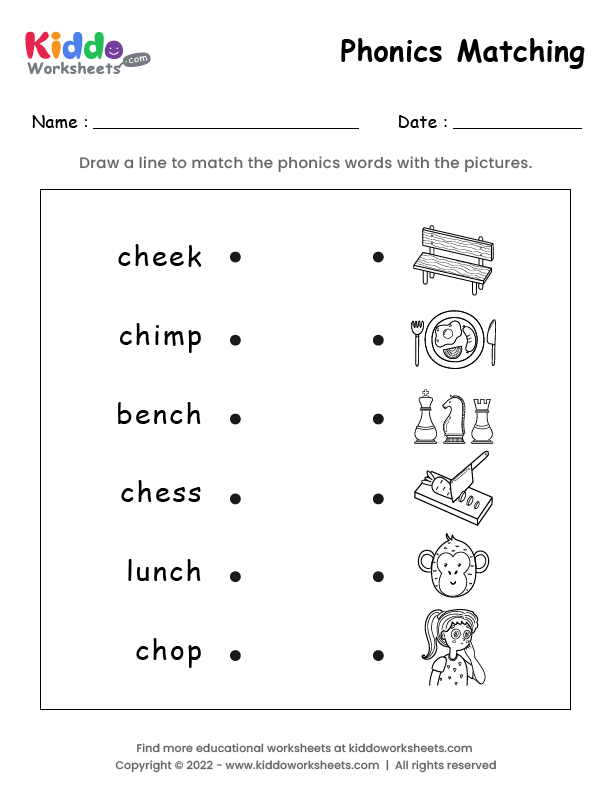 Kiddo
Worksheets .com
Phonics Matching
Name : Date :
Draw a line to match the phonics words with the pictures.
cheek
chimp
bench
chess
lunch
chop
Find more educational worksheets at kiddoworksheets.com
Copyright © 2022 - www.kiddoworksheets.com | All rights reserved